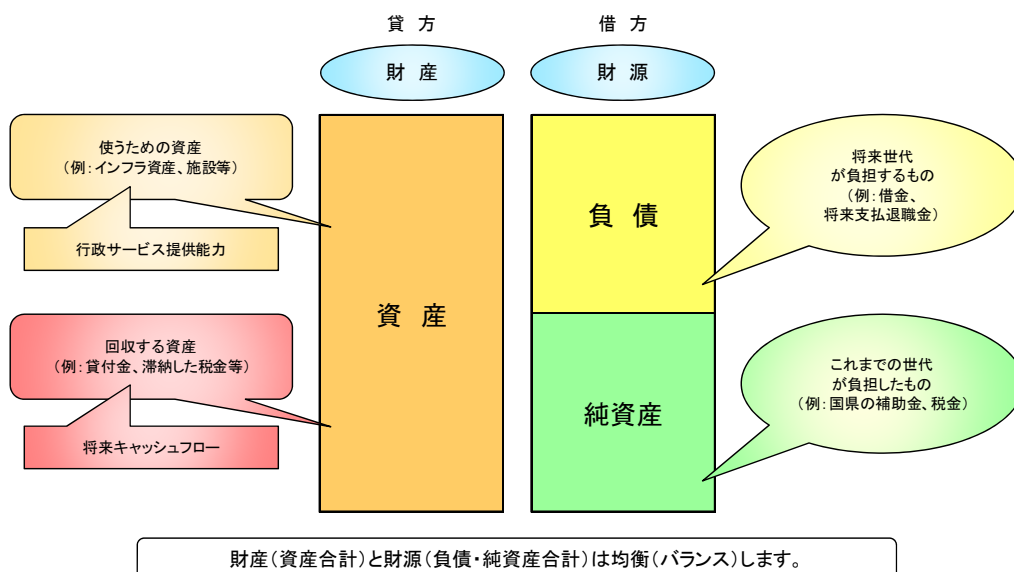 貸 方
借 方
財 産
財 源
使うための資産
(例:インフラ資産、施設等)
行政サービス提供能力
回収する資産
(例:貸付金、滞納した税金等)
将来キャッシュフロー
資 産
負 債
純資産
将来世代
が負担するもの
(例:借金、
将来支払退職金)
これまでの世代
が負担したもの
(例:国県の補助金、税金)
財産(資産合計)と財源(負債・純資産合計)は均衡(バランス)します。